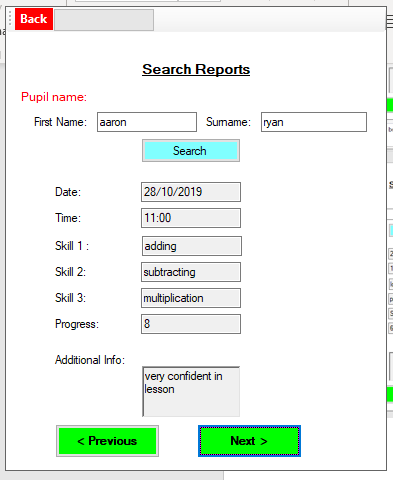 Back
Search Reports
Pupil name:
First Name: aaron Surname: ryan
Search
Date: 28/10/2019
Time: 11:00
Skill 1 : adding
Skill 2: subtracting
Skill 3: multiplication
Progress: 8
Additional Info:
very confident in
lesson
< Previous Next >